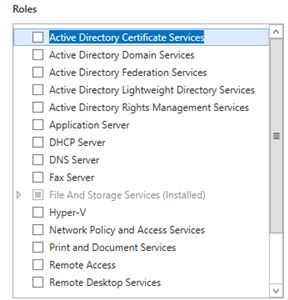 Roles
Active Directory Certificate Services
Active Directory Domain Services
Active Directory Federation Services
Active Directory Lightweight Directory Services
Active Directory Rights Management Services
Application Server
DHCP Server
DNS Server
Fax Server
File And Storage Services (Installed)
Hyper-V
Network Policy and Access Services
Print and Document Services
Remote Access
Remote Desktop Services